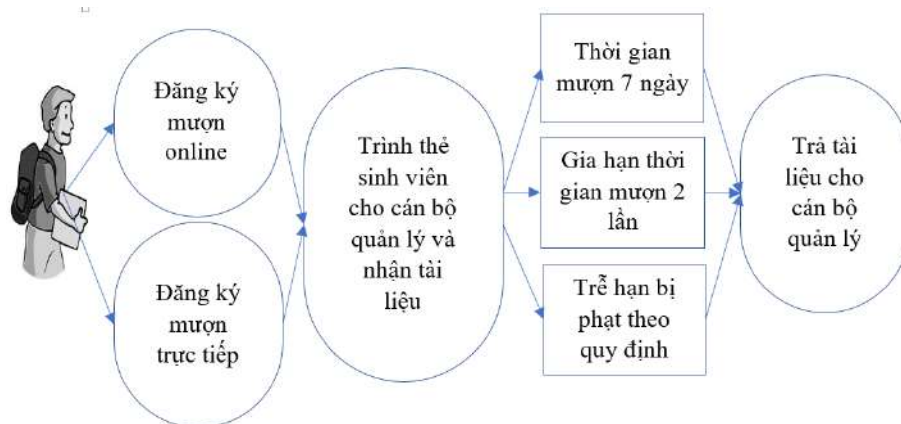 Đăng ký
mượn
online
Đăng ký
mượn
trực tiếp
Trình thẻ
sinh viên
cho cán bộ
quản lý và
nhận tài
liệu
Thời gian
mượn 7 ngày
Gia hạn thời
gian mượn 2
lần
Trễ hạn bị
phạt theo
quy định
Trả tài
liệu cho
cán bộ
quản lý